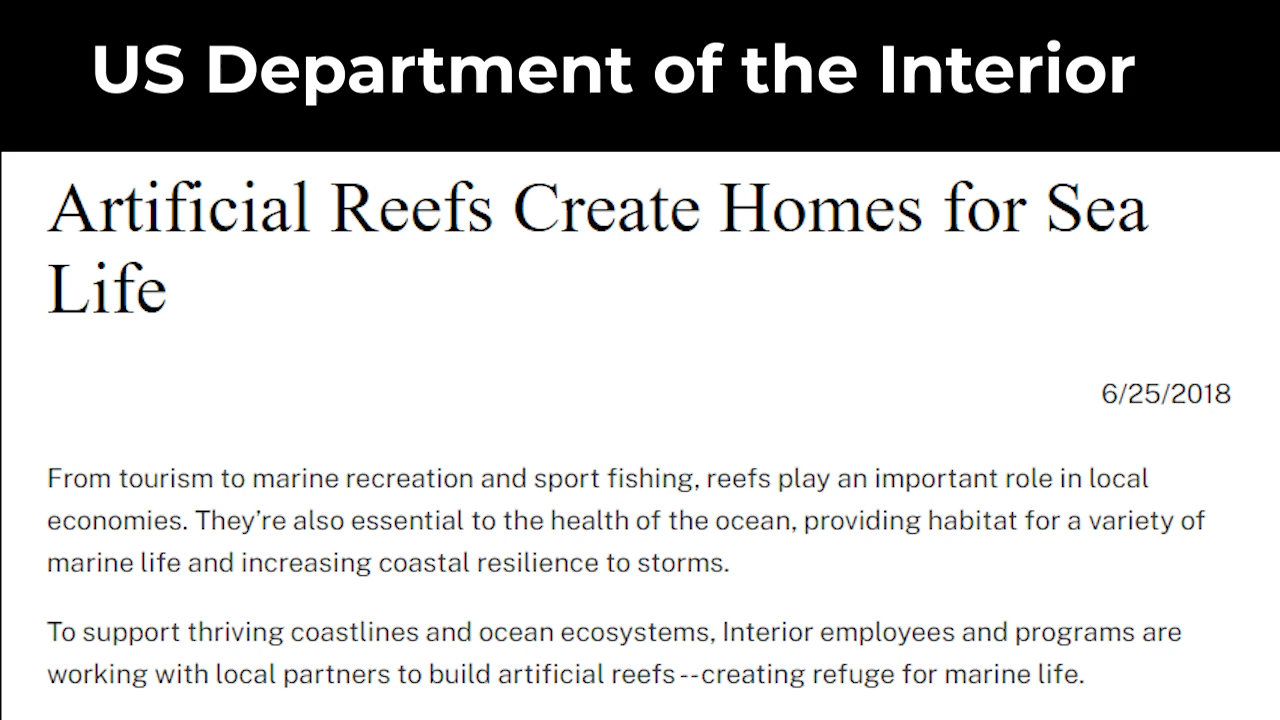 US Department of the Interior
Artificial Reefs Create Homes for Sea
Life
6/25/2018
From tourism to marine recreation and sport fishing, reefs play an important role in local
economies. They’re also essential to the health of the ocean, providing habitat for a variety of
marine life and increasing coastal resilience to storms.
To support thriving coastlines and ocean ecosystems, Interior employees and programs are
working with local partners to build artificial reefs--creating refuge for marine life.